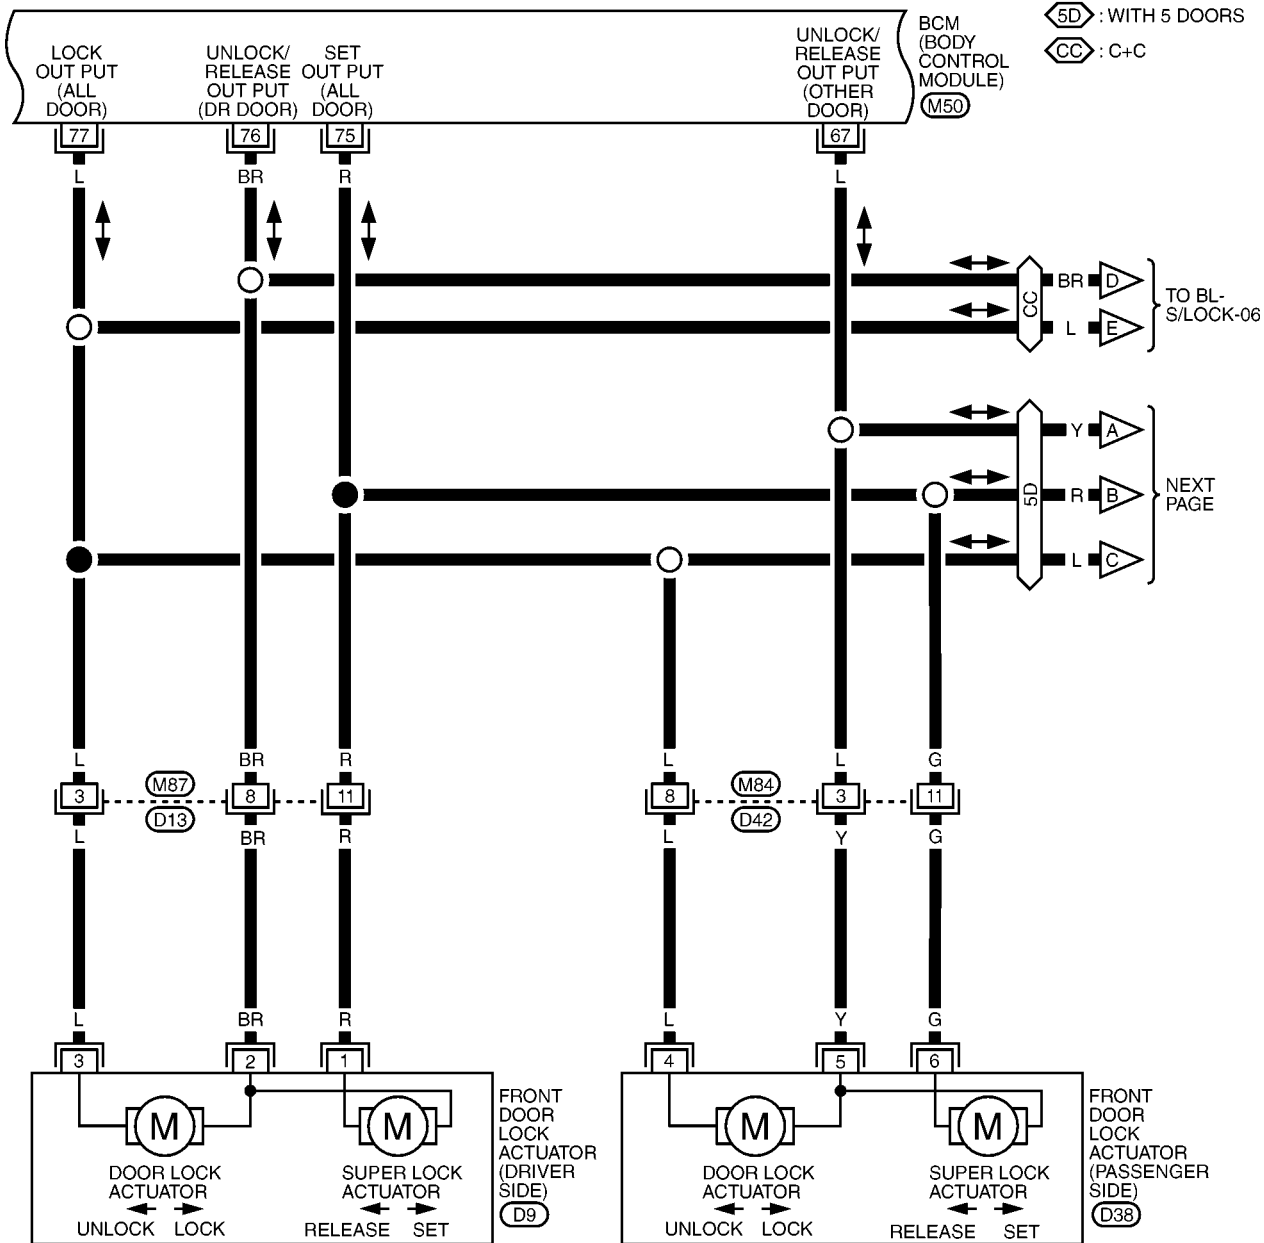 5D : WITH 5 DOORS
CC : C+C
BCM
(BODY
CONTROL
MODULE)
M50
LOCK
OUT PUT
(ALL
DOOR)
UNLOCK/
RELEASE
OUT PUT
(DR DOOR)
SET
OUT PUT
(ALL
DOOR)
UNLOCK/
RELEASE
OUT PUT
(OTHER
DOOR)
77 76 75 67
L BR R L
CC BR D
L E
TO BL-
S/LOCK-06
5D Y A
R B
L C
NEXT
PAGE
L BR R L L G
3 M87 8 11 8 M84 3 11
D13 D42
L BR R L Y G
L BR R L Y G
3 2 1 4 5 6
M M
DOOR LOCK
ACTUATOR
UNLOCK LOCK
SUPER LOCK
ACTUATOR
RELEASE SET
FRONT
DOOR
LOCK
ACTUATOR
(DRIVER
SIDE)
D9
M M
DOOR LOCK
ACTUATOR
UNLOCK LOCK
SUPER LOCK
ACTUATOR
RELEASE SET
FRONT
DOOR
LOCK
ACTUATOR
(PASSENGER
SIDE)
D38